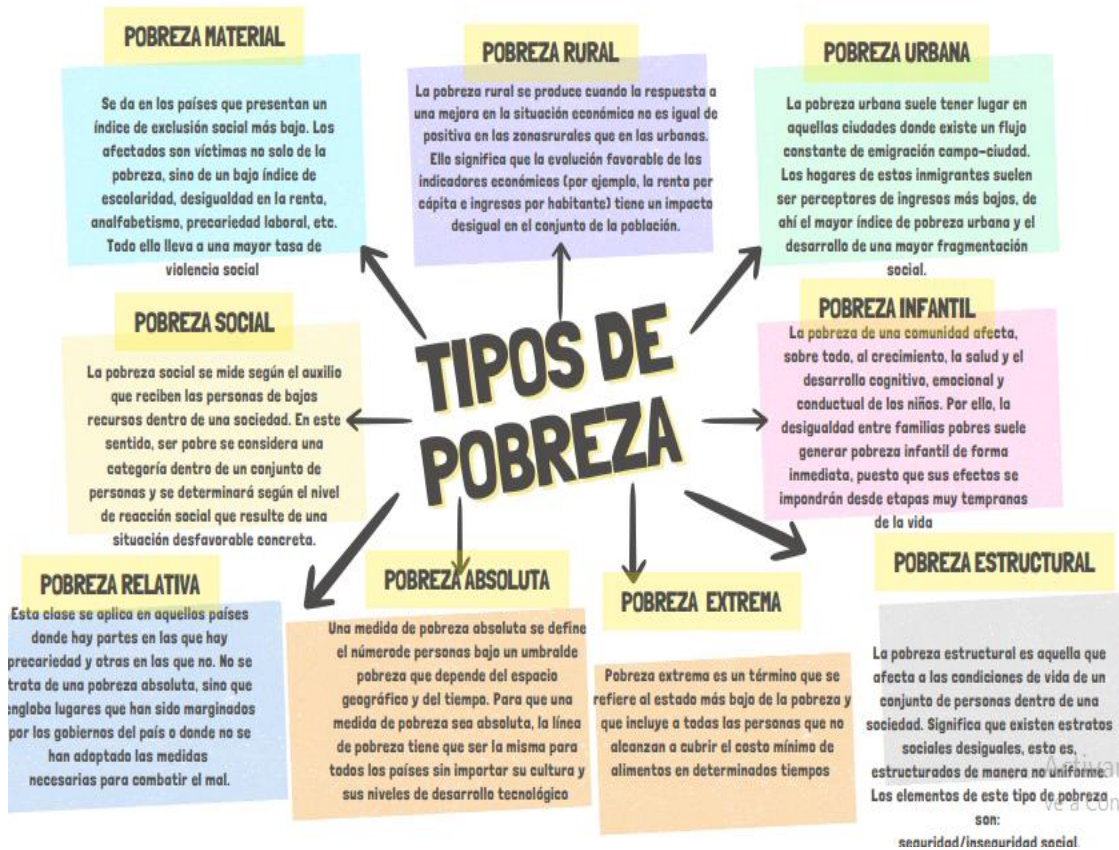 POBREZA MATERIAL
Se da en los países que presentan un
índice de exclusión social más bajo. Los
afectados son víctimas no solo de la
pobreza, sino de un bajo índice de
escolaridad, desigualdad en la renta,
analfabetismo, precariedad laboral, etc.
Todo ello lleva a una mayor tasa de
violencia social
POBREZA RURAL
La pobreza rural se produce cuando la respuesta a
una mejora en la situación económica no es igual de
positiva en las zonasrurales que en las urbanas.
Ello significa que la evolución favorable de los
indicadores económicos (por ejemplo, la renta per
cápita e ingresos por habitante) tiene un impacto
desigual en el conjunto de la población.
POBREZA URBANA
La pobreza urbana suele tener lugar en
aquellas ciudades donde existe un flujo
constante de emigración campo-ciudad.
Los hogares de estos inmigrantes suelen
ser perceptores de ingresos más bajos, de
ahí el mayor índice de pobreza urbana y el
desarrollo de una mayor fragmentación
social.
POBREZA SOCIAL
La pobreza social se mide según el auxilio
que reciben las personas de bajos
recursos dentro de una sociedad. En este
sentido, ser pobre se considera una
categoría dentro de un conjunto de
personas y se determinará según el nivel
de reacción social que resulte de una
situación desfavorable concreta.
TIPOS DE
POBREZA
POBREZA INFANTIL
La pobreza de una comunidad afecta,
sobre todo, al crecimiento, la salud y el
desarrollo cognitivo, emocional y
conductual de los niños. Por ello, la
desigualdad entre familias pobres suele
generar pobreza infantil de forma
inmediata, puesto que sus efectos se
impondrán desde etapas muy tempranas
de la vida
POBREZA RELATIVA
Esta clase se aplica en aquellos países
donde hay partes en las que hay
precariedad y otras en las que no. No se
trata de una pobreza absoluta, sino que
engloba lugares que han sido marginados
por los gobiernos del país o donde no se
han adoptado las medidas
necesarias para combatir el mal.
POBREZA ABSOLUTA
Una medida de pobreza absoluta se define
el númerode personas bajo un umbralde
pobreza que depende del espacio
geográfico y del tiempo. Para que una
medida de pobreza sea absoluta, la línea
de pobreza tiene que ser la misma para
todos los países sin importar su cultura y
sus niveles de desarrollo tecnológico
POBREZA EXTREMA
Pobreza extrema es un término que se
refiere al estado más bajo de la pobreza y
que incluye a todas las personas que no
alcanzan a cubrir el costo mínimo de
alimentos en determinados tiempos
POBREZA ESTRUCTURAL
La pobreza estructural es aquella que
afecta a las condiciones de vida de un
conjunto de personas dentro de una
sociedad. Significa que existen estratos
sociales desiguales, esto es,
estructurados de manera no uniforme.
Los elementos de este tipo de pobreza
son:
seguridad/inseguridad social.